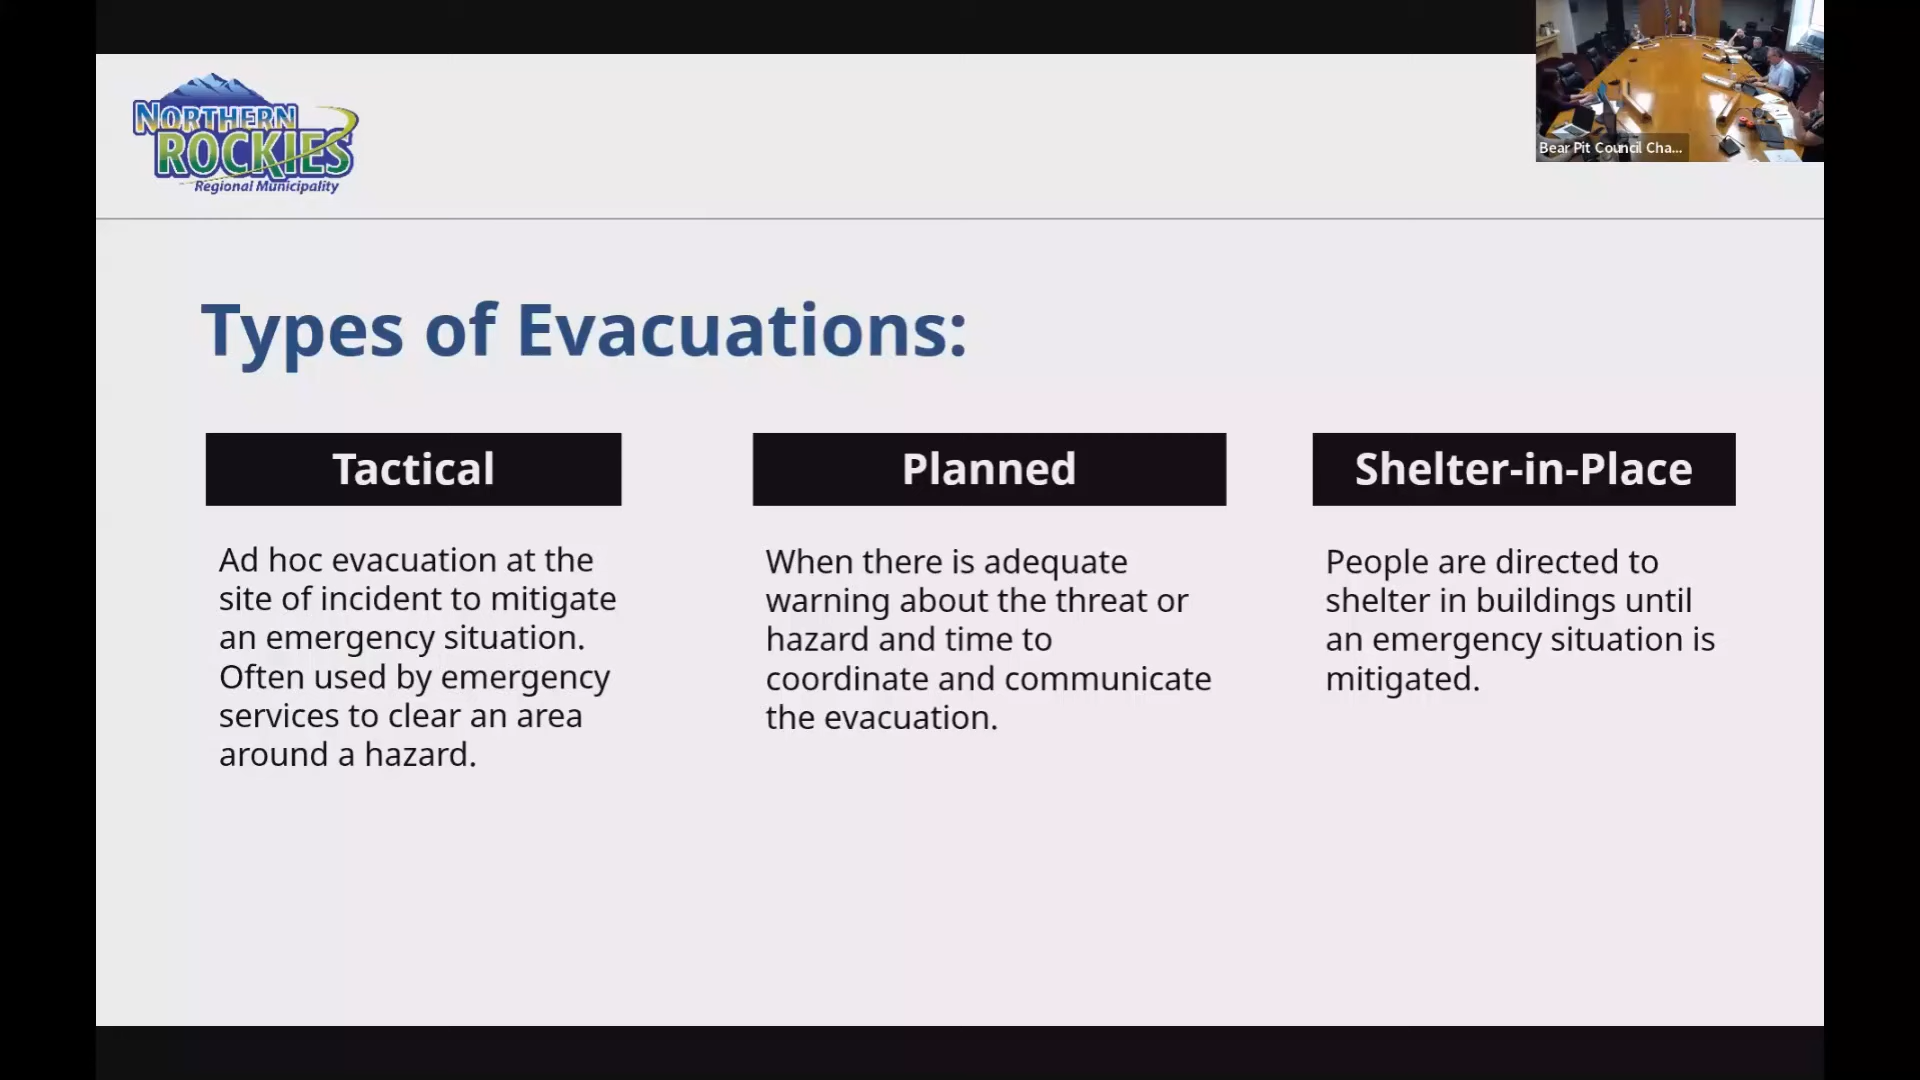 NORTHERN
ROCKIES
Regional Municipality
Bear Pit Council Cha...
Types of Evacuations:
Tactical
Ad hoc evacuation at the
site of incident to mitigate
an emergency situation.
Often used by emergency
services to clear an area
around a hazard.
Planned
When there is adequate
warning about the threat or
hazard and time to
coordinate and communicate
the evacuation.
Shelter-in-Place
People are directed to
shelter in buildings until
an emergency situation is
mitigated.